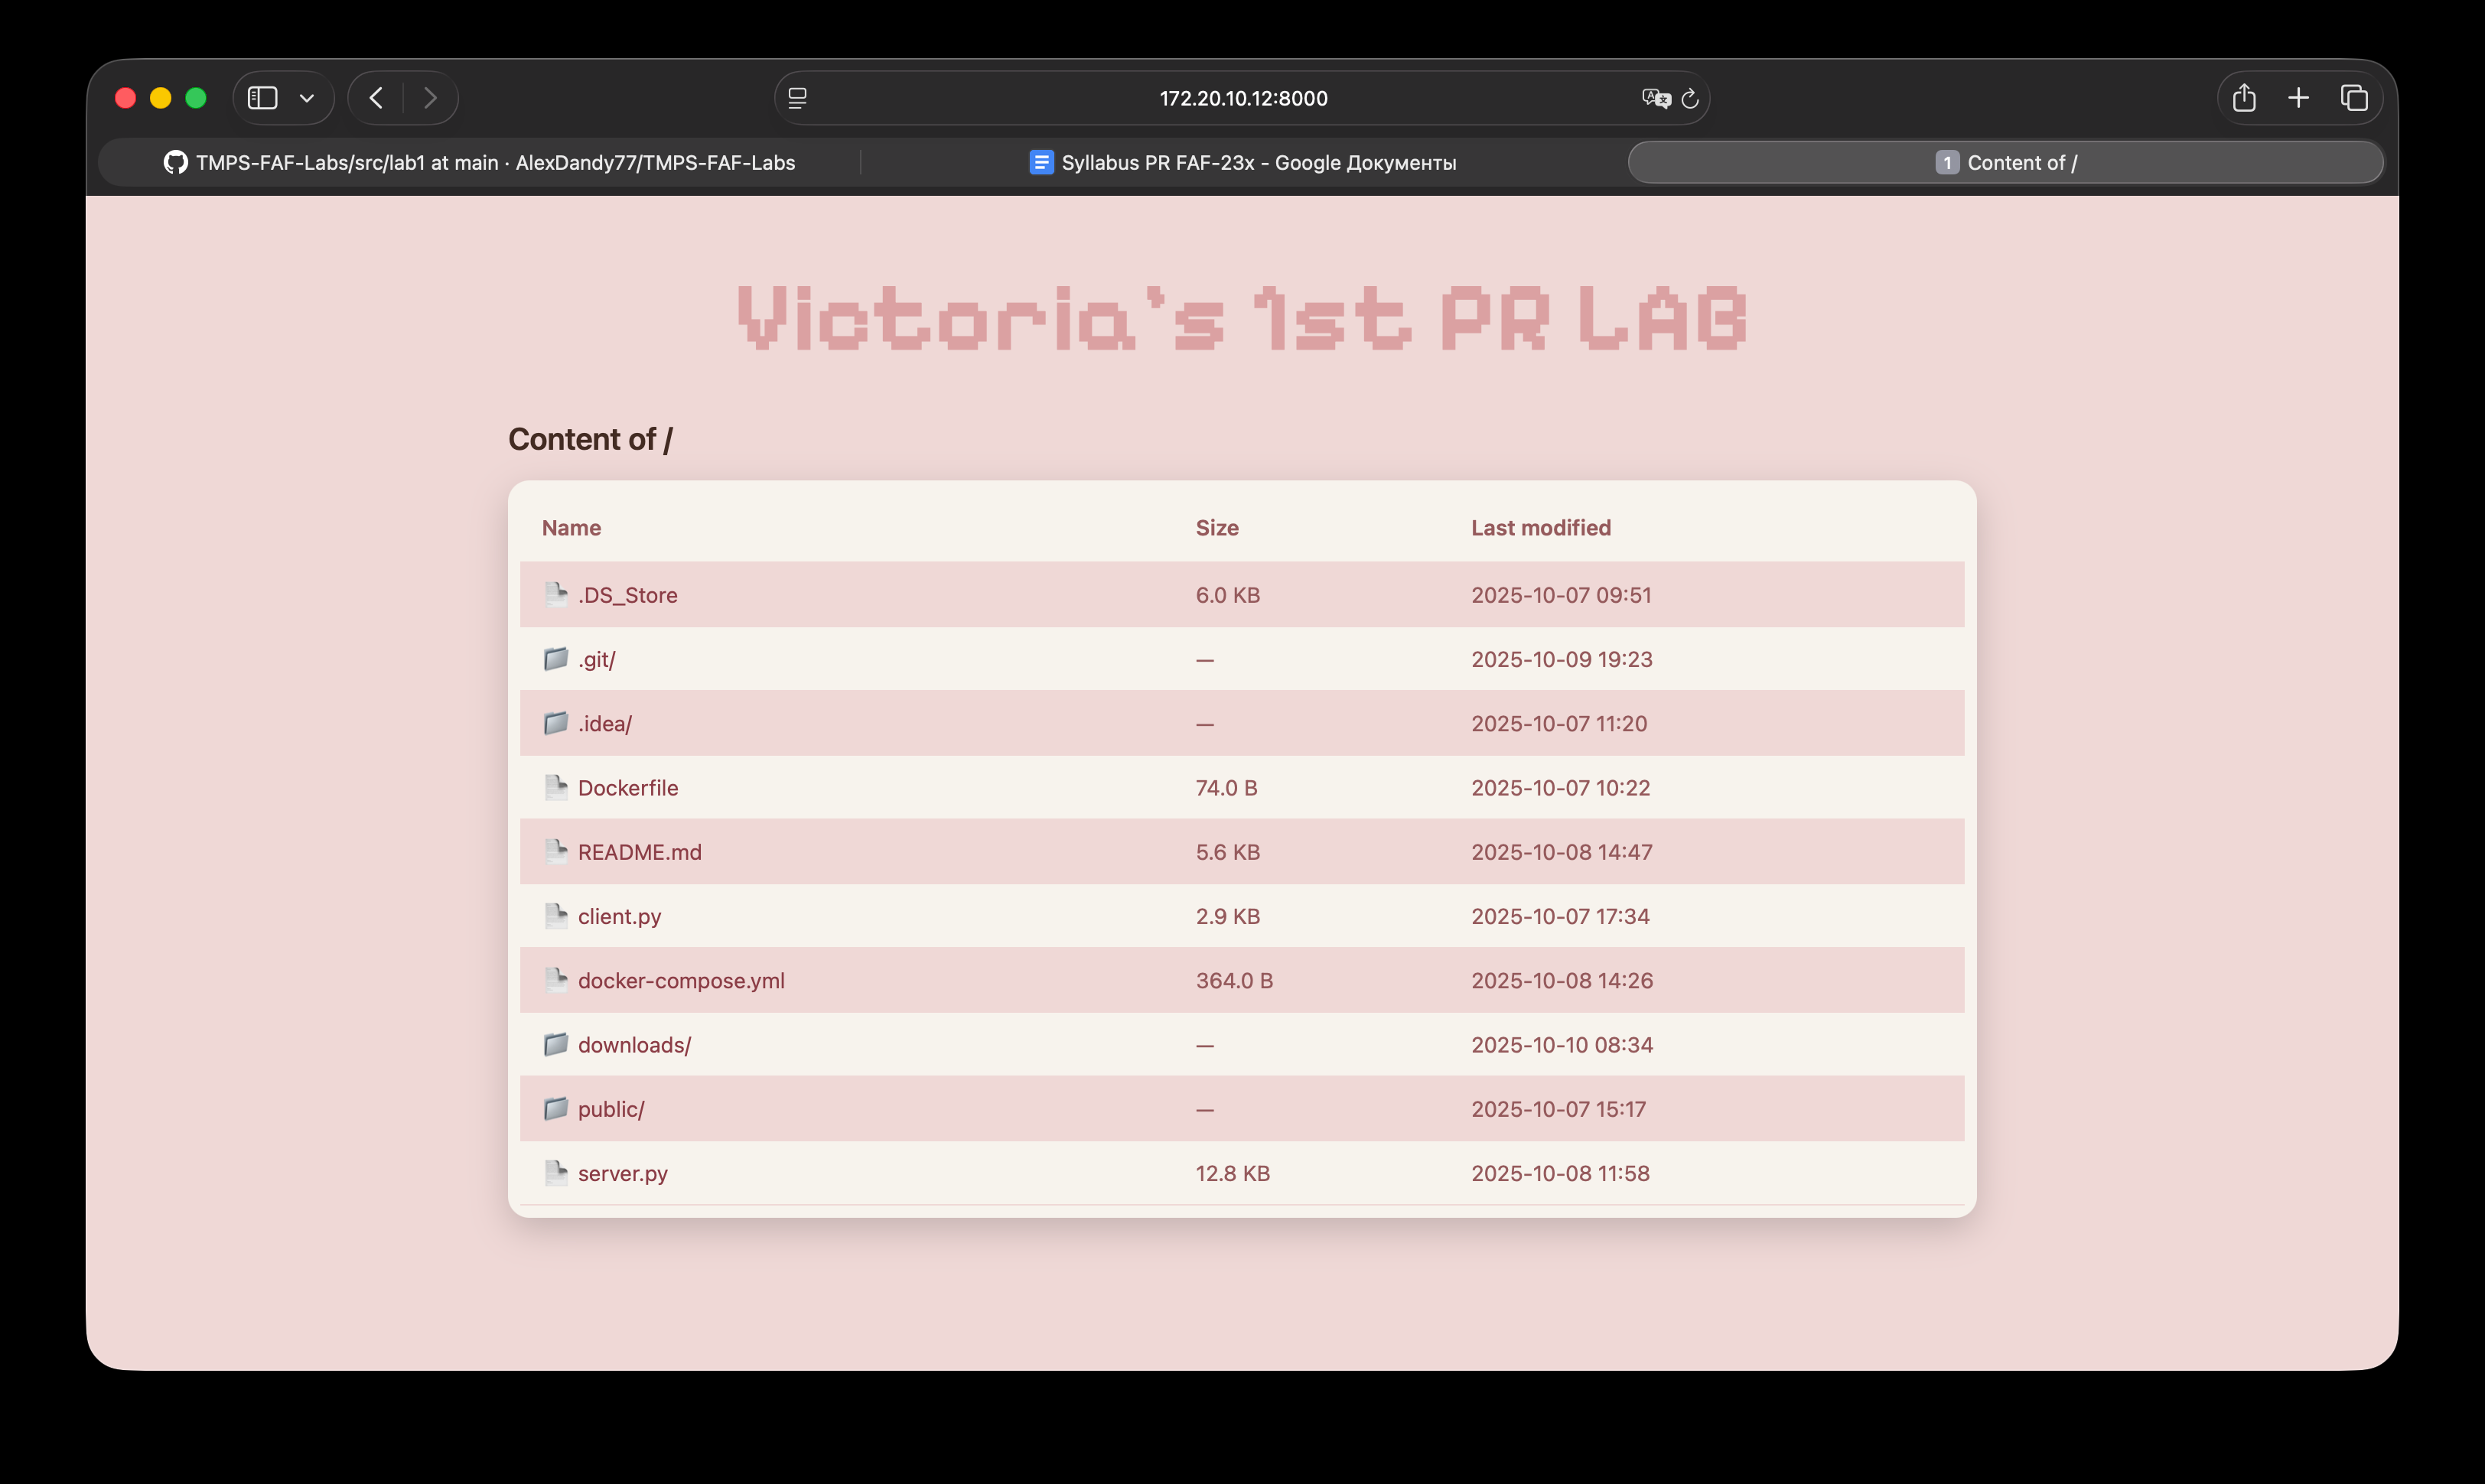 172.20.10.12:8000
TMPS-FAF-Labs/src/lab1 at main · AlexDandy77/TMPS-FAF-Labs
Syllabus PR FAF-23x - Google Документы
1 Content of /
Victoria's 1st PR LAB
Content of /
Name Size Last modified
.DS_Store 6.0 KB 2025-10-07 09:51
.git/ — 2025-10-09 19:23
.idea/ — 2025-10-07 11:20
Dockerfile 74.0 B 2025-10-07 10:22
README.md 5.6 KB 2025-10-08 14:47
client.py 2.9 KB 2025-10-07 17:34
docker-compose.yml 364.0 B 2025-10-08 14:26
downloads/ — 2025-10-10 08:34
public/ — 2025-10-07 15:17
server.py 12.8 KB 2025-10-08 11:58